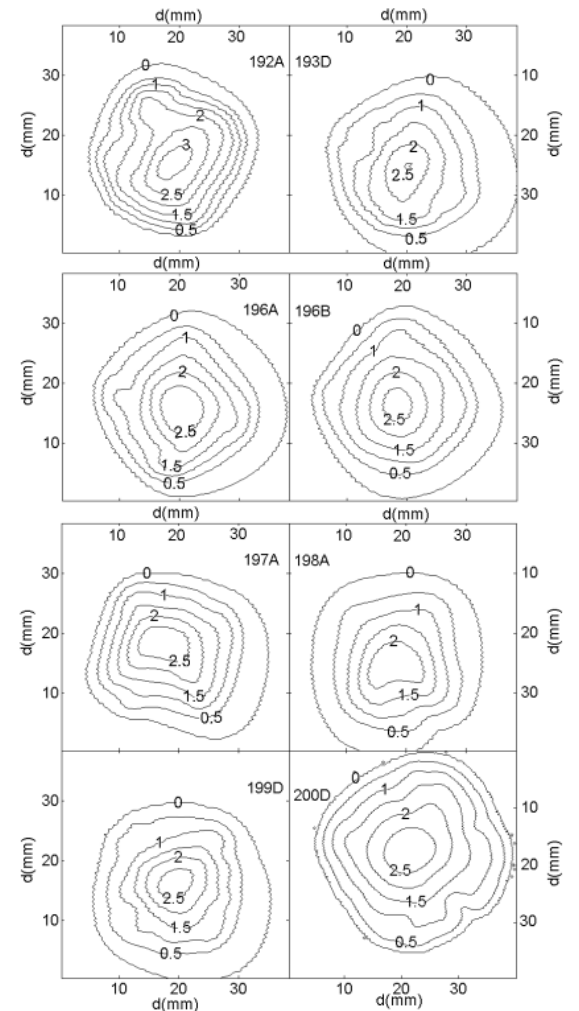 d(mm) d(mm)
10 20 30 10 20 30
0 192A 193D 0
30 1 1 10
2
20 3 2 20
2.5
10 2.5 1.5 30
1.5 0.5
0.5
d(mm) d(mm)
d(mm) d(mm)
10 20 30 10 20 30
30 0 196A 196B 0 10
1 1
20 2 2 20
2.5 2.5
10 1.5 1.5 30
0.5 0.5
d(mm) d(mm)
d(mm) d(mm)
10 20 30 10 20 30
197A 198A
30 0 0 10
1 1
20 2 2 20
2.5
10 1.5 1.5 30
0.5 0.5
d(mm) d(mm)
199D 200D 0
30 0 1 10
1 2
20 2 2.5 20
2.5 1.5
10 1.5 30
0.5 0.5
d(mm) d(mm)
10 20 30 10 20 30
d(mm) d(mm)